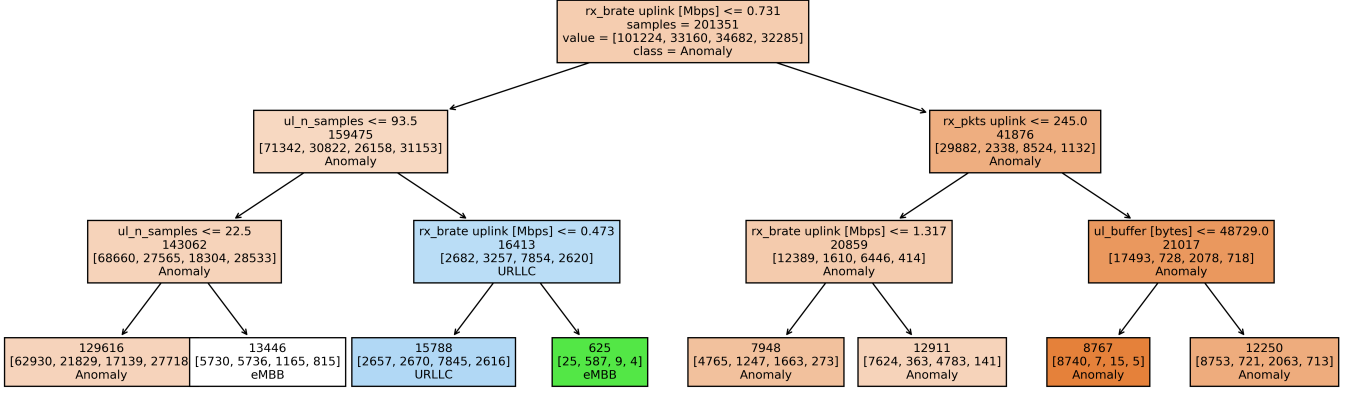 rx_brate uplink [Mbps] <= 0.731
samples = 201351
value = [101224, 33160, 34682, 32285]
class = Anomaly
ul_n_samples <= 93.5
159475
[71342, 30822, 26158, 31153]
Anomaly
rx_pkts uplink <= 245.0
41876
[29882, 2338, 8524, 1132]
Anomaly
ul_n_samples <= 22.5
143062
[68660, 27565, 18304, 28533]
Anomaly
rx_brate uplink [Mbps] <= 0.473
16413
[2682, 3257, 7854, 2620]
URLLC
rx_brate uplink [Mbps] <= 1.317
20859
[12389, 1610, 6446, 414]
Anomaly
ul_buffer [bytes] <= 48729.0
21017
[17493, 728, 2078, 718]
Anomaly
129616
[62930, 21829, 17139, 27718
Anomaly
13446
[5730, 5736, 1165, 815]
eMBB
15788
[2657, 2670, 7845, 2616]
URLLC
625
[25, 587, 9, 4]
eMBB
7948
[4765, 1247, 1663, 273]
Anomaly
12911
[7624, 363, 4783, 141]
Anomaly
8767
[8740, 7, 15, 5]
Anomaly
12250
[8753, 721, 2063, 713]
Anomaly